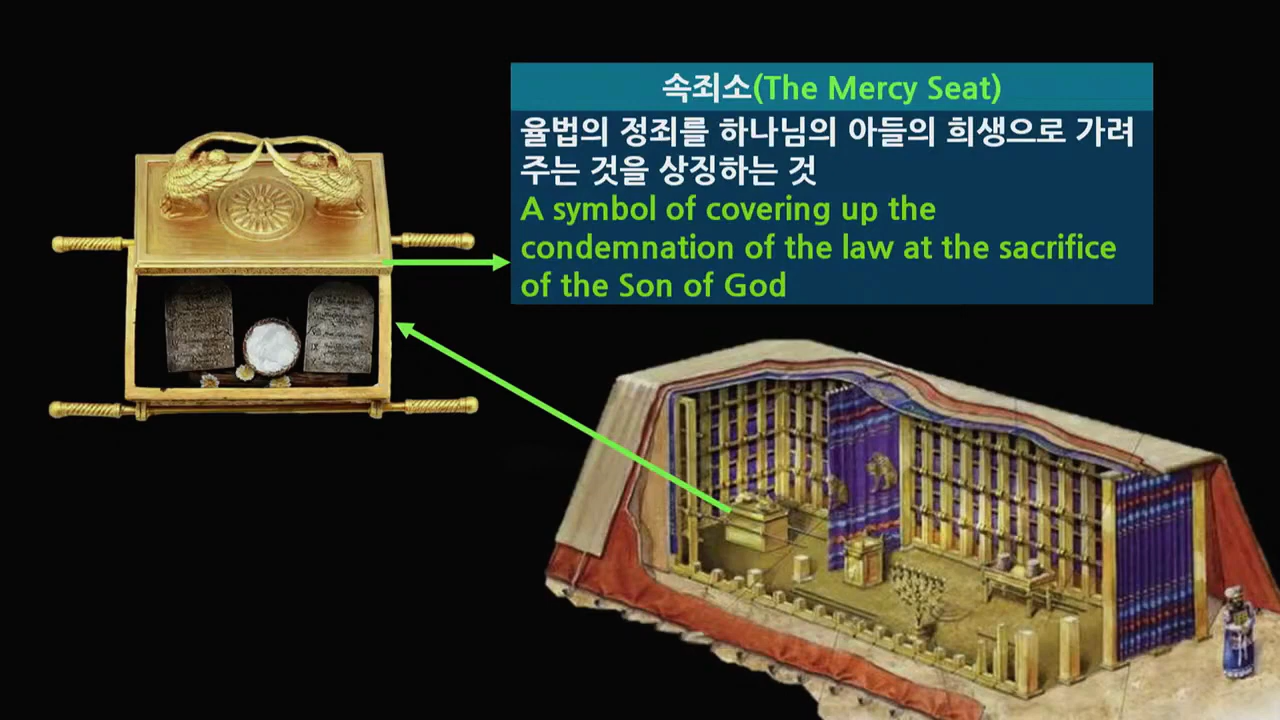 속죄소(The Mercy Seat)
율법의 정죄를 하나님의 아들의 희생으로 가려
주는 것을 상징하는 것
A symbol of covering up the
condemnation of the law at the sacrifice
of the Son of God